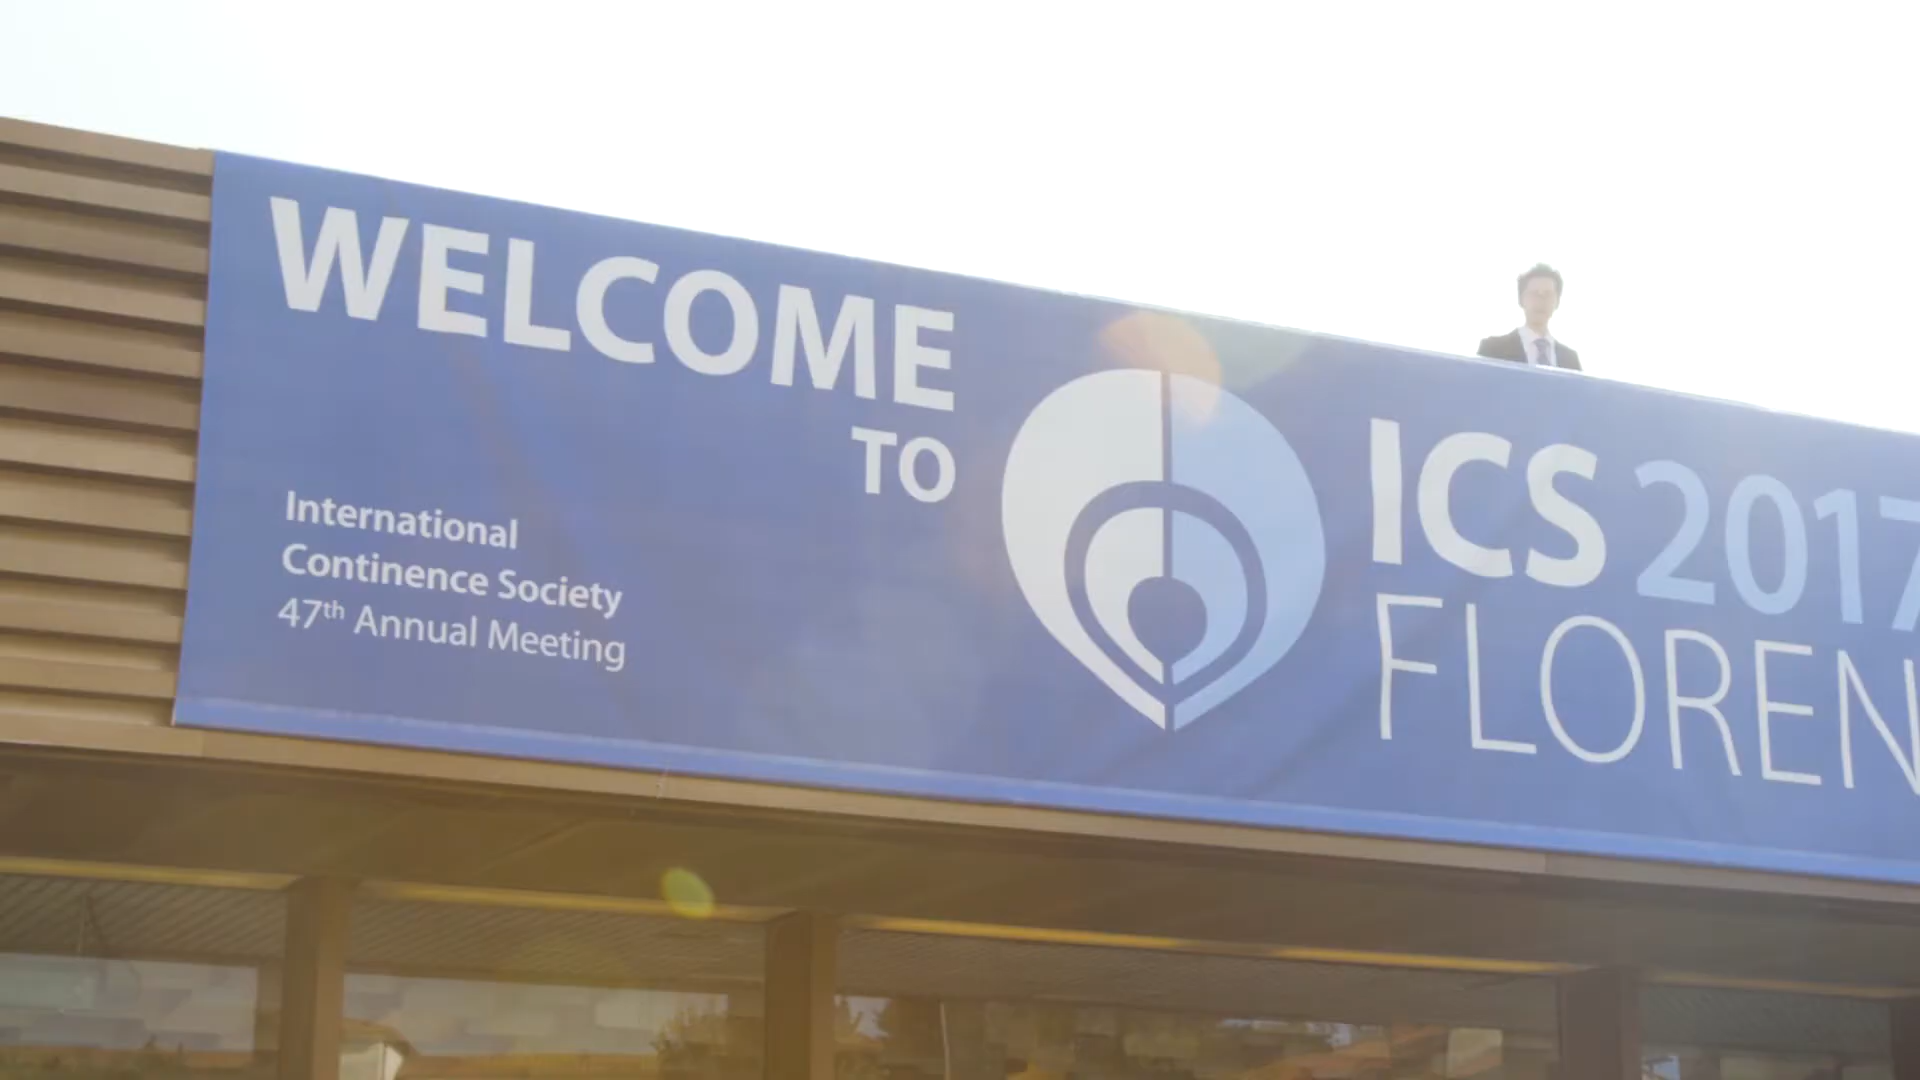 WELCOME
TO
International
Continence Society
47th Annual Meeting
ICS 2017
FLOREN